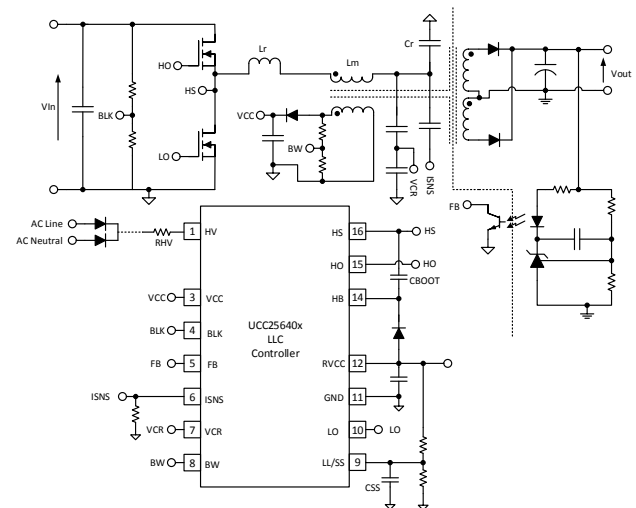 Lr
Lm
Cr
HO
HS
LO
Vin
BLK
VCC
BW
VCR
ISNS
Vout
FB
AC Line
AC Neutral
RHV
1 HV
3 VCC
VCC
4 BLK
BLK
5 FB
FB
6 ISNS
ISNS
7 VCR
VCR
8 BW
BW
UCC25640x
LLC
Controller
HS 16
HS
HO 15
HO
CBOOT
HB 14
RVCC 12
GND 11
LO 10
LO
LL/SS 9
CSS